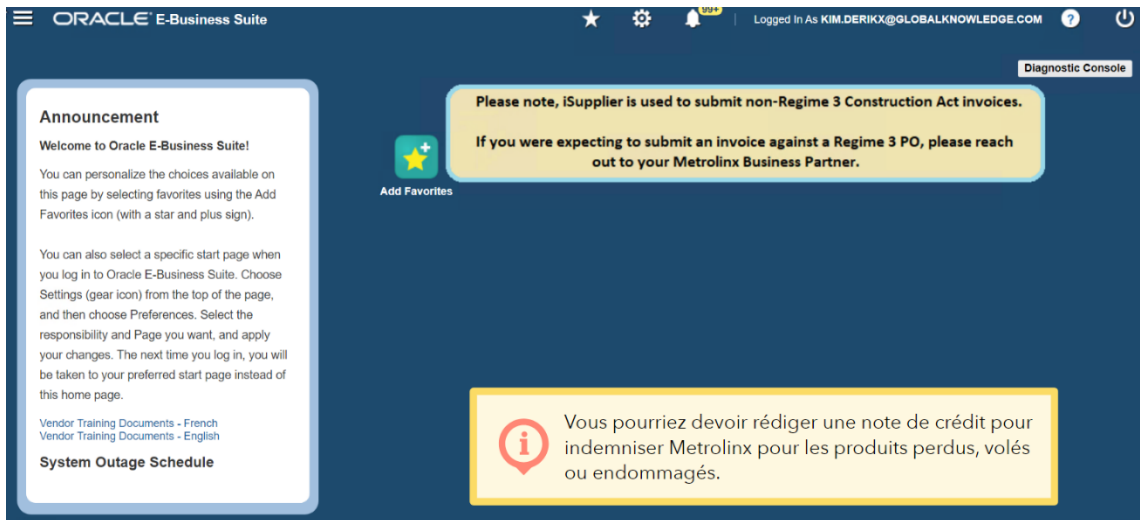 ORACLE E-Business Suite
99+
Logged In As KIM.DERIKX@GLOBALKNOWLEDGE.COM
?
Diagnostic Console
Announcement
Welcome to Oracle E-Business Suite!
You can personalize the choices available on
this page by selecting favorites using the Add
Favorites icon (with a star and plus sign).
You can also select a specific start page when
you log in to Oracle E-Business Suite. Choose
Settings (gear icon) from the top of the page,
and then choose Preferences. Select the
responsibility and Page you want, and apply
your changes. The next time you log in, you will
be taken to your preferred start page instead of
this home page.
Vendor Training Documents - French
Vendor Training Documents - English
System Outage Schedule
Add Favorites
Please note, iSupplier is used to submit non-Regime 3 Construction Act invoices.
If you were expecting to submit an invoice against a Regime 3 PO, please reach
out to your Metrolinx Business Partner.
Vous pourriez devoir rédiger une note de crédit pour
indemniser Metrolinx pour les produits perdus, volés
ou endommagés.